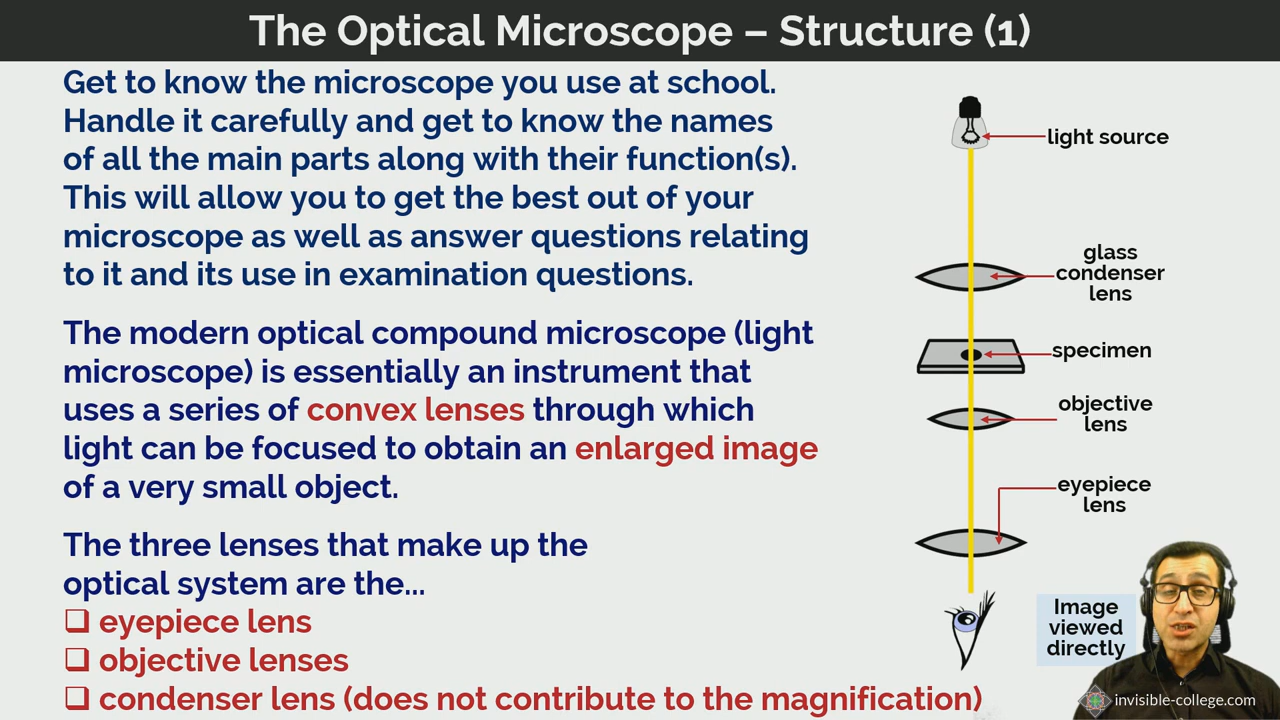 The Optical Microscope – Structure (1)
Get to know the microscope you use at school.
Handle it carefully and get to know the names
of all the main parts along with their function(s).
This will allow you to get the best out of your
microscope as well as answer questions relating
to it and its use in examination questions.
The modern optical compound microscope (light
microscope) is essentially an instrument that
uses a series of convex lenses through which
light can be focused to obtain an enlarged image
of a very small object.
The three lenses that make up the
optical system are the...
❑ eyepiece lens
❑ objective lenses
❑ condenser lens (does not contribute to the magnification)
light source
glass
condenser
lens
specimen
objective
lens
eyepiece
lens
Image
viewed
directly
invisible-college.com